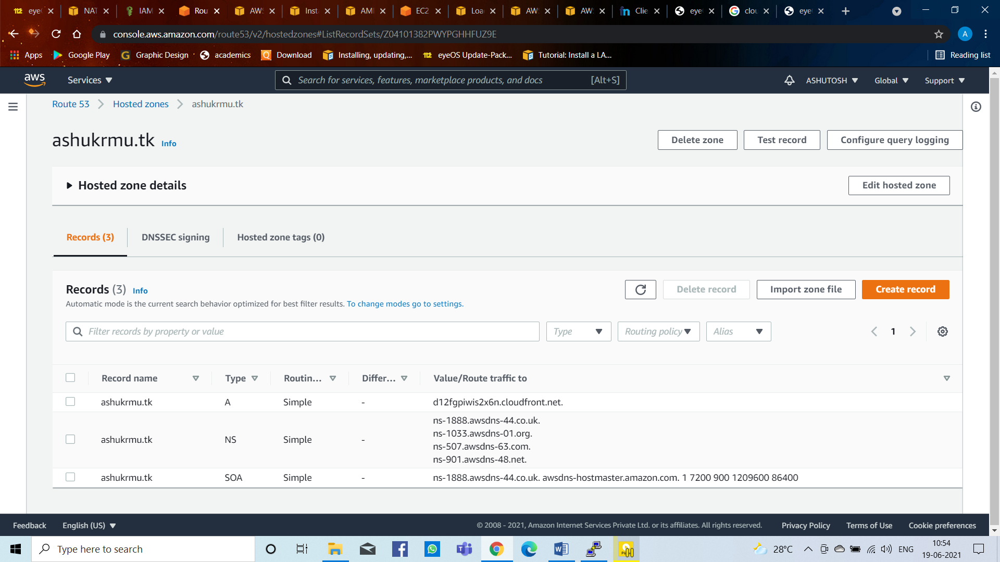 eye
NAT
IAM
Rou
AWS
Inst
AMI
EC2
Loa
AWS
AWS
in Clie
eye
clou
eye
console.aws.amazon.com/route53/v2/hostedzones#ListRecordSets/Z04101382PWYPGHHFUZ9E
A
Apps
Google Play
Graphic Design
academics
Download
Installing, updating,...
eyeOS Update-Pack...
Tutorial: Install a LA...
Reading list
aws
Services
Search for services, features, marketplace products, and docs
[Alt+S]
ASHUTOSH
Global
Support
Route 53
Hosted zones
ashukrmu.tk
ashukrmu.tk Info
Delete zone
Test record
Configure query logging
Hosted zone details
Edit hosted zone
Records (3)
DNSSEC signing
Hosted zone tags (0)
Records (3) Info
Delete record
Import zone file
Create record
Automatic mode is the current search behavior optimized for best filter results. To change modes go to settings.
Filter records by property or value
Type
Routing policy
Alias
1
Record name
Type
Routin...
Differ...
Value/Route traffic to
ashukrmu.tk A Simple - d12fgpiwis2x6n.cloudfront.net.
ns-1888.awsdns-44.co.uk.
ns-1033.awsdns-01.org.
ashukrmu.tk NS Simple -
ns-507.awsdns-63.com.
ns-901.awsdns-48.net.
ashukrmu.tk SOA Simple - ns-1888.awsdns-44.co.uk. awsdns-hostmaster.amazon.com. 1 7200 900 1209600 86400
Feedback
English (US)
© 2008 - 2021, Amazon Internet Services Private Ltd. or its affiliates. All rights reserved.
Privacy Policy
Terms of Use
Cookie preferences
Type here to search
28°C
ENG
10:54
19-06-2021